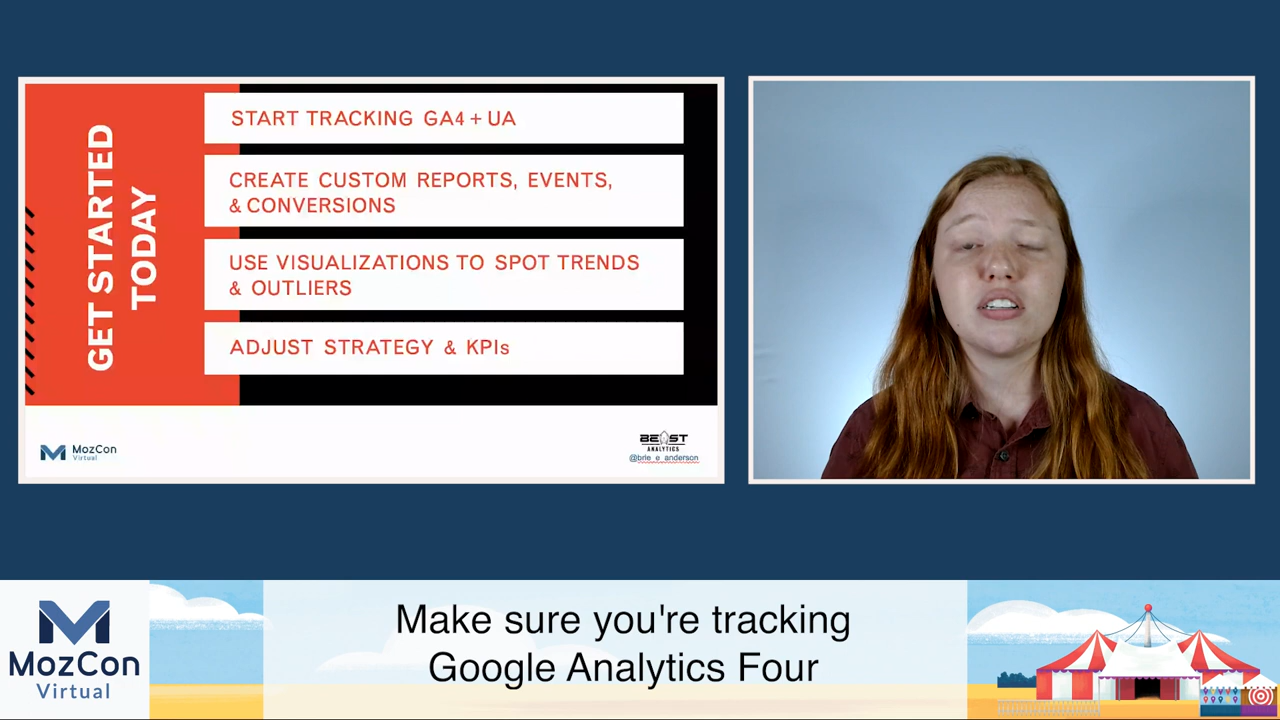 GET STARTED
TODAY
START TRACKING GA4 + UA
CREATE CUSTOM REPORTS, EVENTS,
& CONVERSIONS
USE VISUALIZATIONS TO SPOT TRENDS
& OUTLIERS
ADJUST STRATEGY & KPIs
MozCon
Virtual
BEAST
ANALYTICS
@brie_e_anderson
MozCon
Virtual
Make sure you're tracking
Google Analytics Four